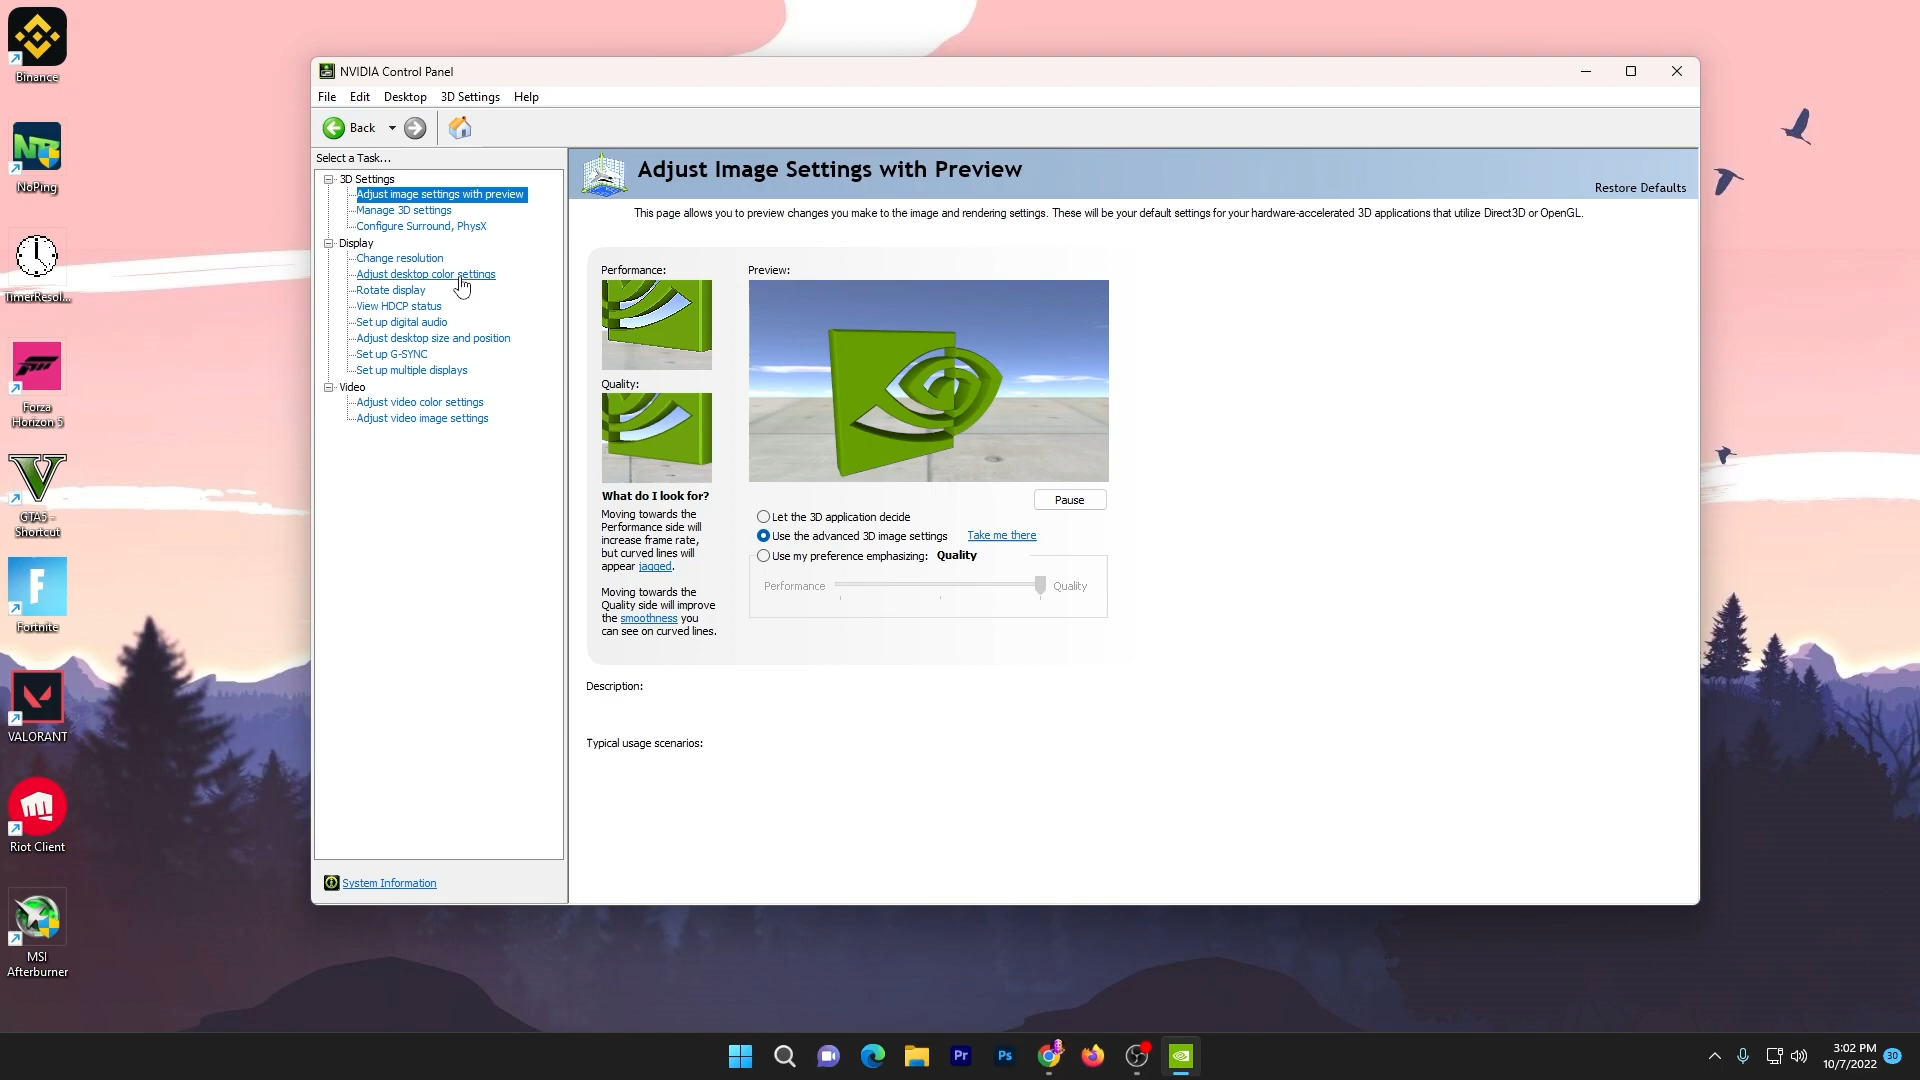 Binance
NoPing
TimerResol...
Forza
Horizon 5
GTA5 -
Shortcut
Fortnite
VALORANT
Riot Client
MSI
Afterburner
NVIDIA Control Panel
File Edit Desktop 3D Settings Help
Back
Select a Task...
3D Settings
Adjust image settings with preview
Manage 3D settings
Configure Surround, PhysX
Display
Change resolution
Adjust desktop color settings
Rotate display
View HDCP status
Set up digital audio
Adjust desktop size and position
Set up G-SYNC
Set up multiple displays
Video
Adjust video color settings
Adjust video image settings
System Information
Adjust Image Settings with Preview
Restore Defaults
This page allows you to preview changes you make to the image and rendering settings. These will be your default settings for your hardware-accelerated 3D applications that utilize Direct3D or OpenGL.
Performance:
Quality:
What do I look for?
Moving towards the
Performance side will
increase frame rate,
but curved lines will
appear jagged.
Moving towards the
Quality side will improve
the smoothness you
can see on curved lines.
Preview:
Pause
Let the 3D application decide
Use the advanced 3D image settings Take me there
Use my preference emphasizing: Quality
Performance Quality
Description:
Typical usage scenarios:
Pr
Ps
3:02 PM
10/7/2022
30